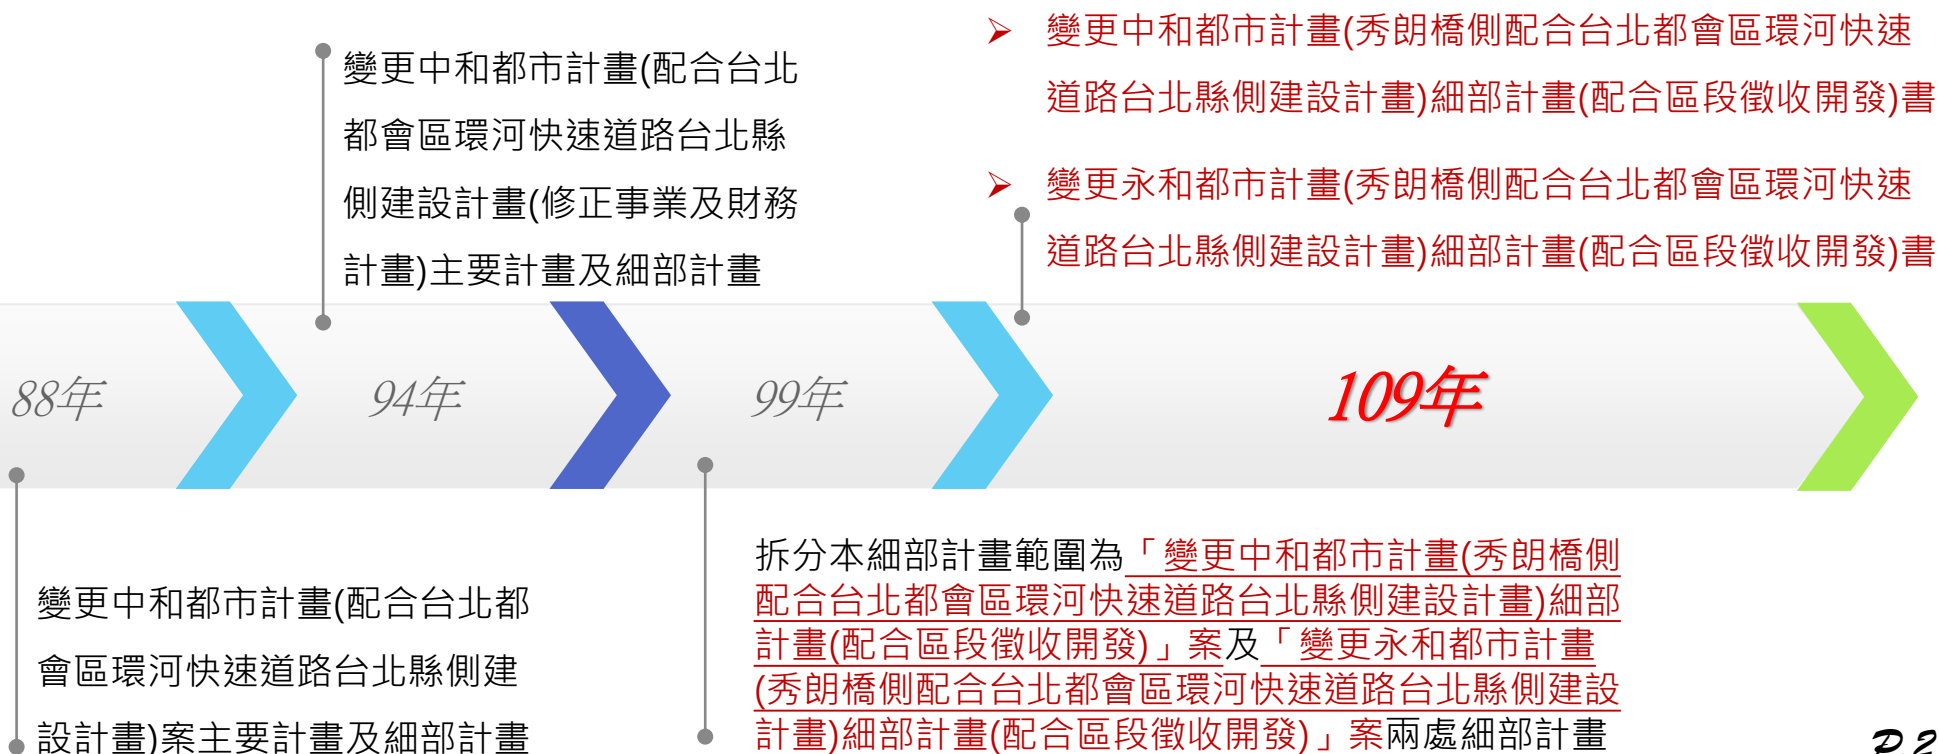 ➢ 變更中和都市計畫(秀朗橋側配合台北都會區環河快速
道路台北縣側建設計畫)細部計畫(配合區段徵收開發)書
➢ 變更永和都市計畫(秀朗橋側配合台北都會區環河快速
道路台北縣側建設計畫)細部計畫(配合區段徵收開發)書
變更中和都市計畫(配合台北
都會區環河快速道路台北縣
側建設計畫(修正事業及財務
計畫)主要計畫及細部計畫
88年
94年
99年
109年
變更中和都市計畫(配合台北都
會區環河快速道路台北縣側建
設計畫)案主要計畫及細部計畫
拆分本細部計畫範圍為「變更中和都市計畫(秀朗橋側
配合台北都會區環河快速道路台北縣側建設計畫)細部
計畫(配合區段徵收開發)」案及「變更永和都市計畫
(秀朗橋側配合台北都會區環河快速道路台北縣側建設
計畫)細部計畫(配合區段徵收開發)」案兩處細部計畫
P.2